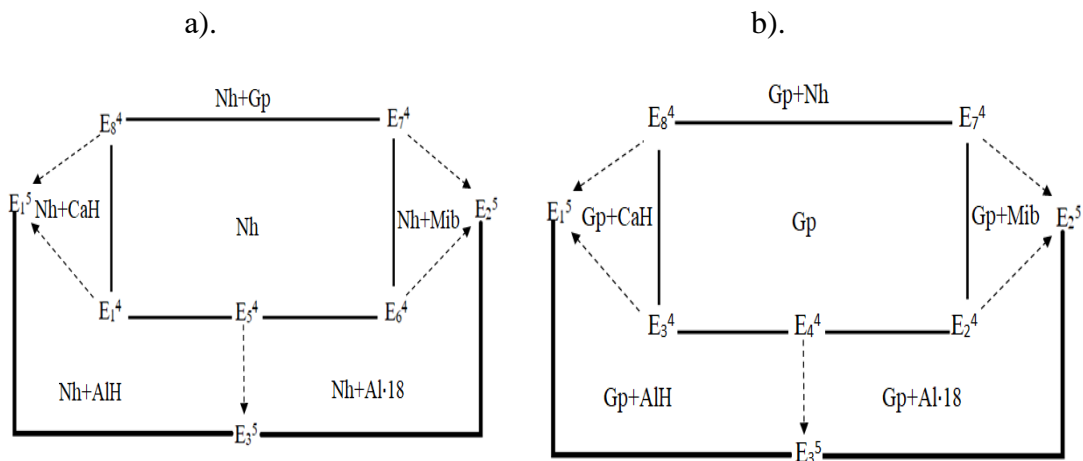 a). b).
Nh+Gp Gp+Nh
E₈⁴ E₇⁴ E₈⁴ E₇⁴
E₁⁵ Nh+CaH Nh Nh+Mib E₂⁵ E₁⁵ Gp+CaH Gp Gp+Mib E₂⁵
E₁⁴ E₅⁴ E₆⁴ E₃⁴ E₄⁴ E₂⁴
Nh+AlH Nh+Al·18 Gp+AlH Gp+Al·18
E₃⁵ E₃⁵